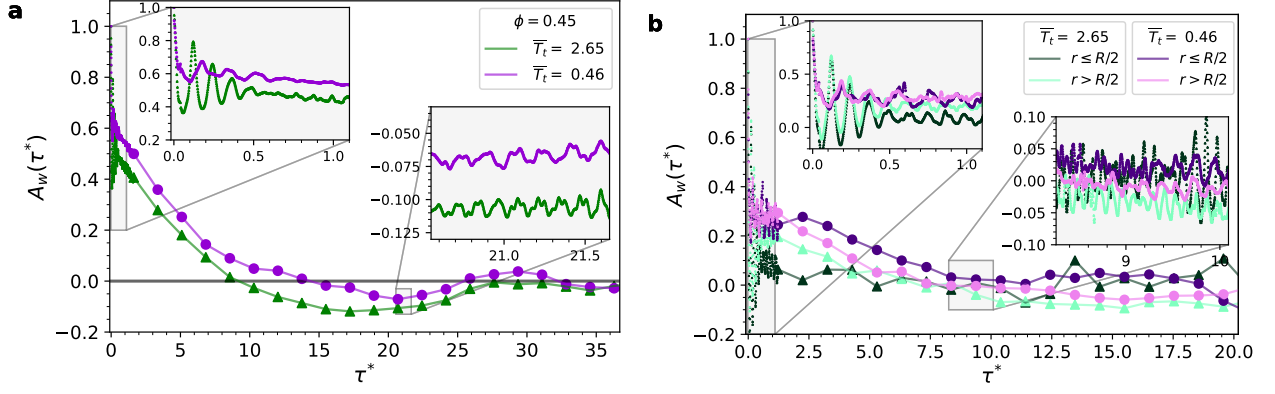 a
A_w(τ*)
1.0
0.8
0.6
0.4
0.2
0.0
−0.2
0 5 10 15 20 25 30 35
τ*
1.0
0.8
0.6
0.4
0.2
0.0 0.5 1.0
ϕ = 0.45
T̅_t = 2.65
T̅_t = 0.46
−0.050
−0.075
−0.100
−0.125
21.0 21.5
b
A_w(τ*)
1.0
0.8
0.6
0.4
0.2
0.0
−0.2
0.0 2.5 5.0 7.5 10.0 12.5 15.0 17.5 20.0
τ*
1.0
0.5
0.0
0.0 0.5 1.0
T̅_t = 2.65
r ≤ R/2
r > R/2
T̅_t = 0.46
r ≤ R/2
r > R/2
0.10
0.05
0.00
−0.05
−0.10
9 10